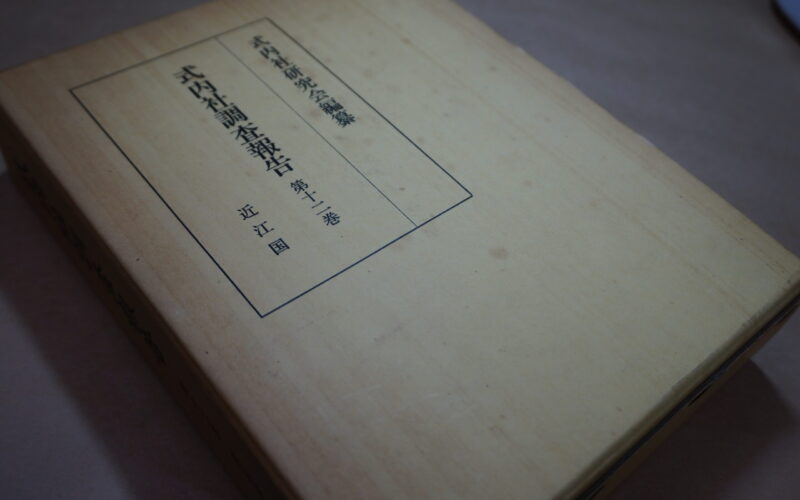 式内社研究会編纂
式内社調査報告
第十二巻
近江国